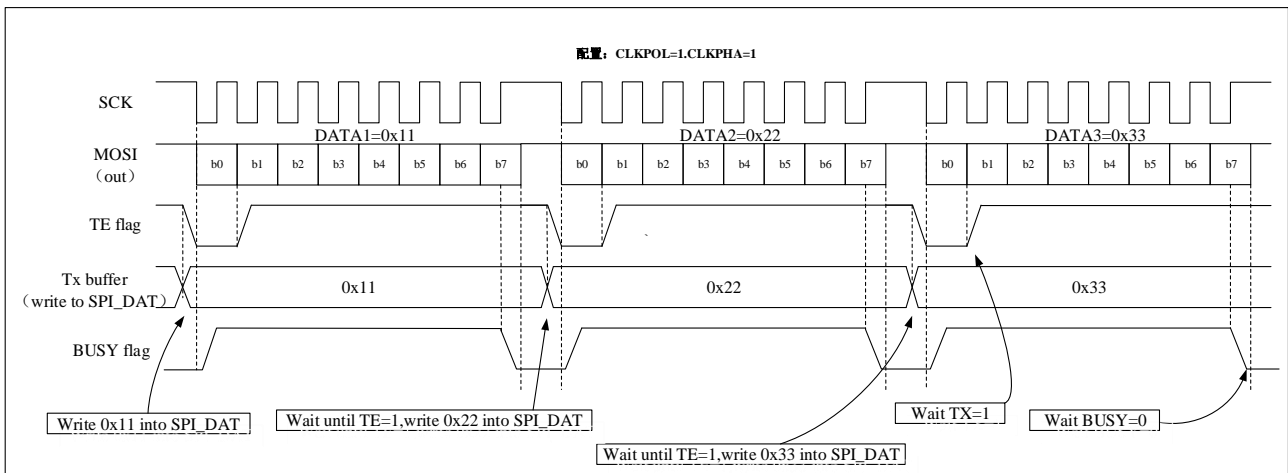 配置：CLKPOL=1.CLKPHA=1
SCK
DATA1=0x11 DATA2=0x22 DATA3=0x33
MOSI
（out）
b0 b1 b2 b3 b4 b5 b6 b7 b0 b1 b2 b3 b4 b5 b6 b7 b0 b1 b2 b3 b4 b5 b6 b7
TE flag
Tx buffer
（write to SPI_DAT）
0x11 0x22 0x33
BUSY flag
Write 0x11 into SPI_DAT
Wait until TE=1,write 0x22 into SPI_DAT
Wait TX=1
Wait BUSY=0
Wait until TE=1,write 0x33 into SPI_DAT